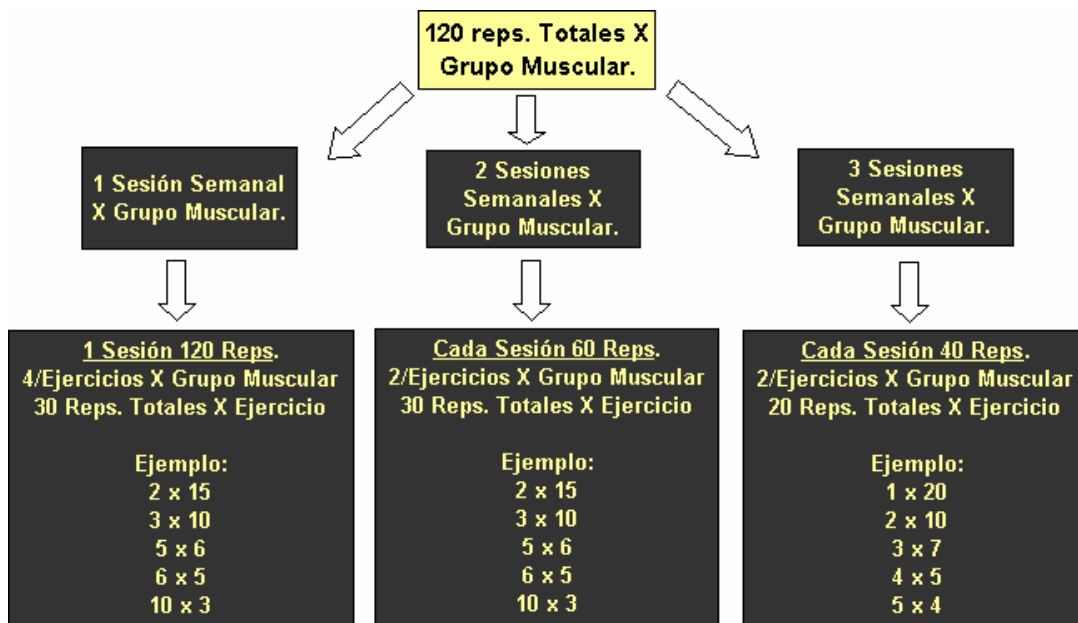 120 reps. Totales X
Grupo Muscular.
1 Sesión Semanal
X Grupo Muscular.
2 Sesiones
Semanales X
Grupo Muscular.
3 Sesiones
Semanales X
Grupo Muscular.
1 Sesión 120 Reps.
4/Ejercicios X Grupo Muscular
30 Reps. Totales X Ejercicio
Ejemplo:
2 x 15
3 x 10
5 x 6
6 x 5
10 x 3
Cada Sesión 60 Reps.
2/Ejercicios X Grupo Muscular
30 Reps. Totales X Ejercicio
Ejemplo:
2 x 15
3 x 10
5 x 6
6 x 5
10 x 3
Cada Sesión 40 Reps.
2/Ejercicios X Grupo Muscular
20 Reps. Totales X Ejercicio
Ejemplo:
1 x 20
2 x 10
3 x 7
4 x 5
5 x 4